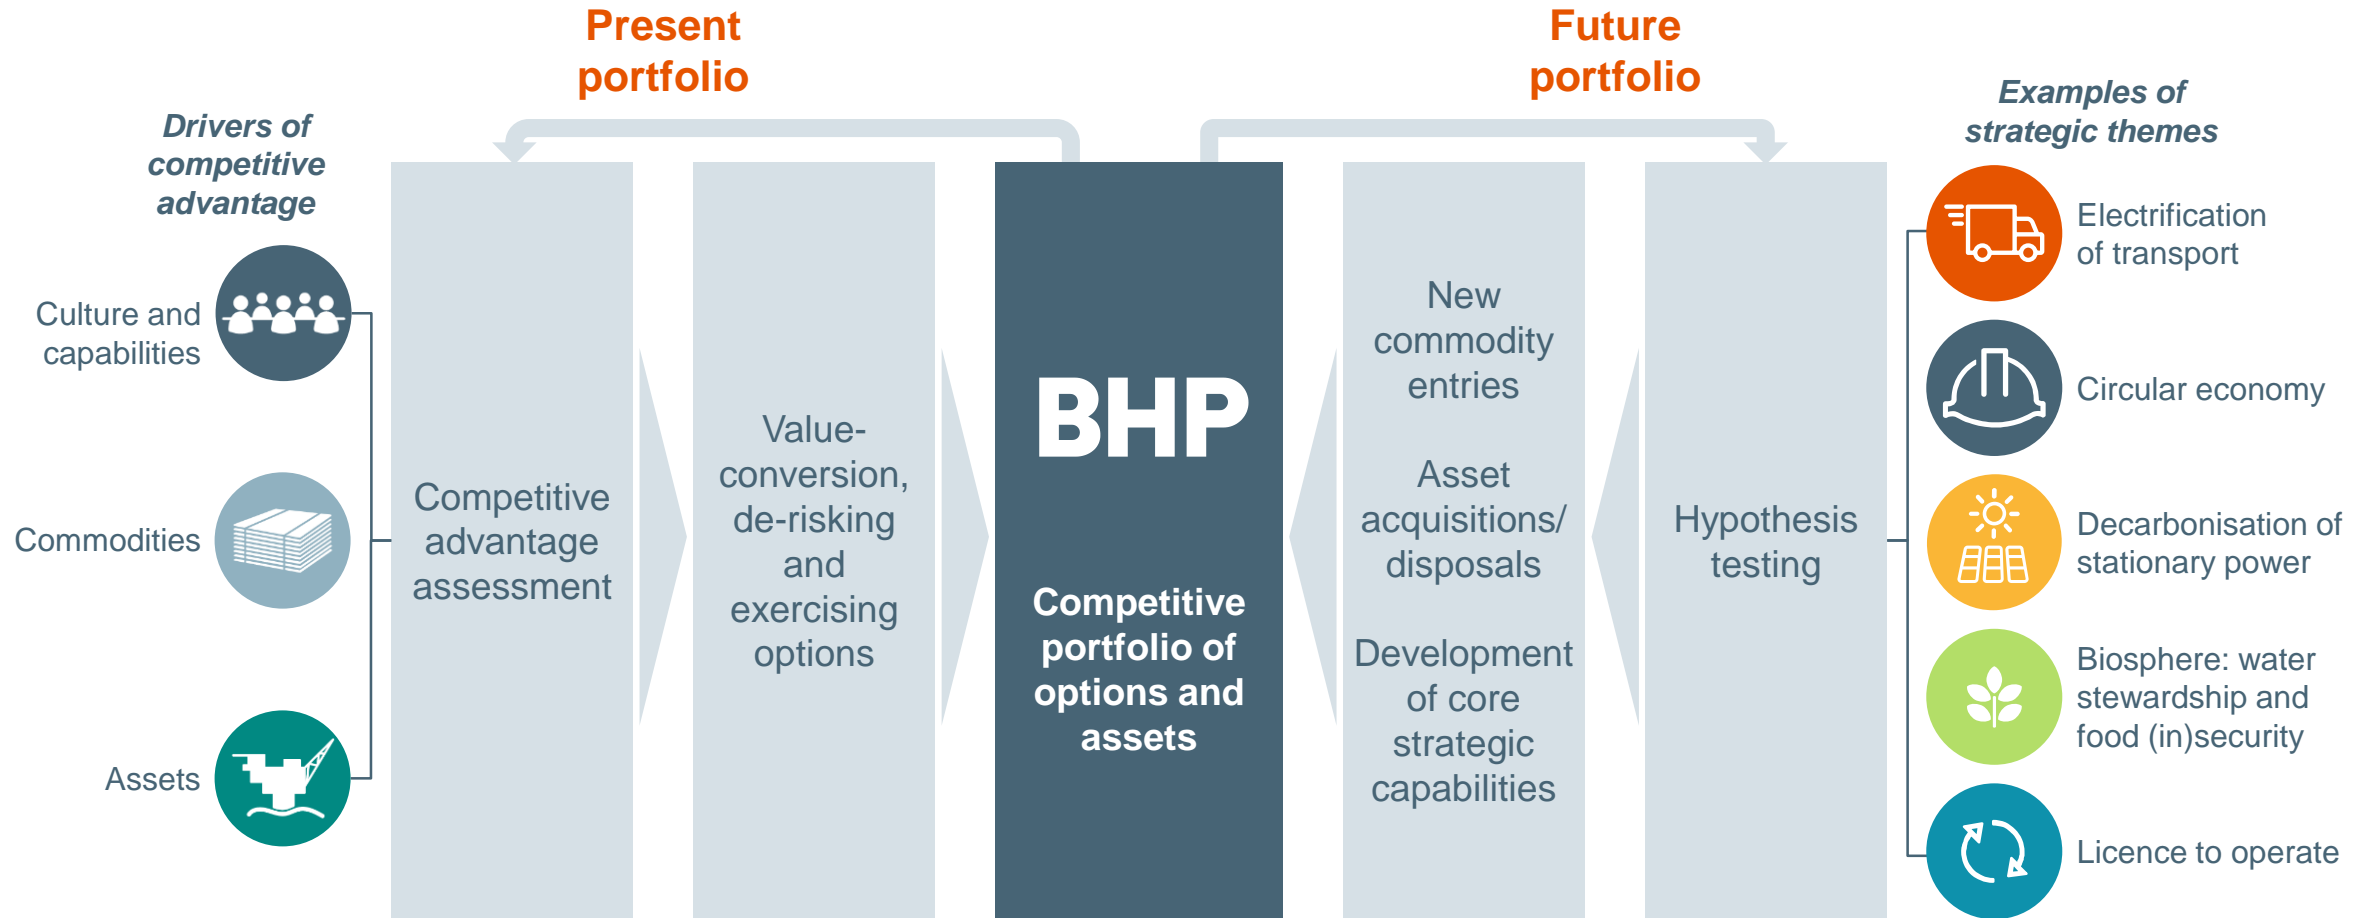 Present
portfolio
Future
portfolio
Drivers of
competitive
advantage
Culture and
capabilities
Commodities
Assets
Competitive
advantage
assessment
Value-
conversion,
de-risking
and
exercising
options
BHP
Competitive
portfolio of
options and
assets
New
commodity
entries
Asset
acquisitions/
disposals
Development
of core
strategic
capabilities
Hypothesis
testing
Examples of
strategic themes
Electrification
of transport
Circular economy
Decarbonisation of
stationary power
Biosphere: water
stewardship and
food (in)security
Licence to operate